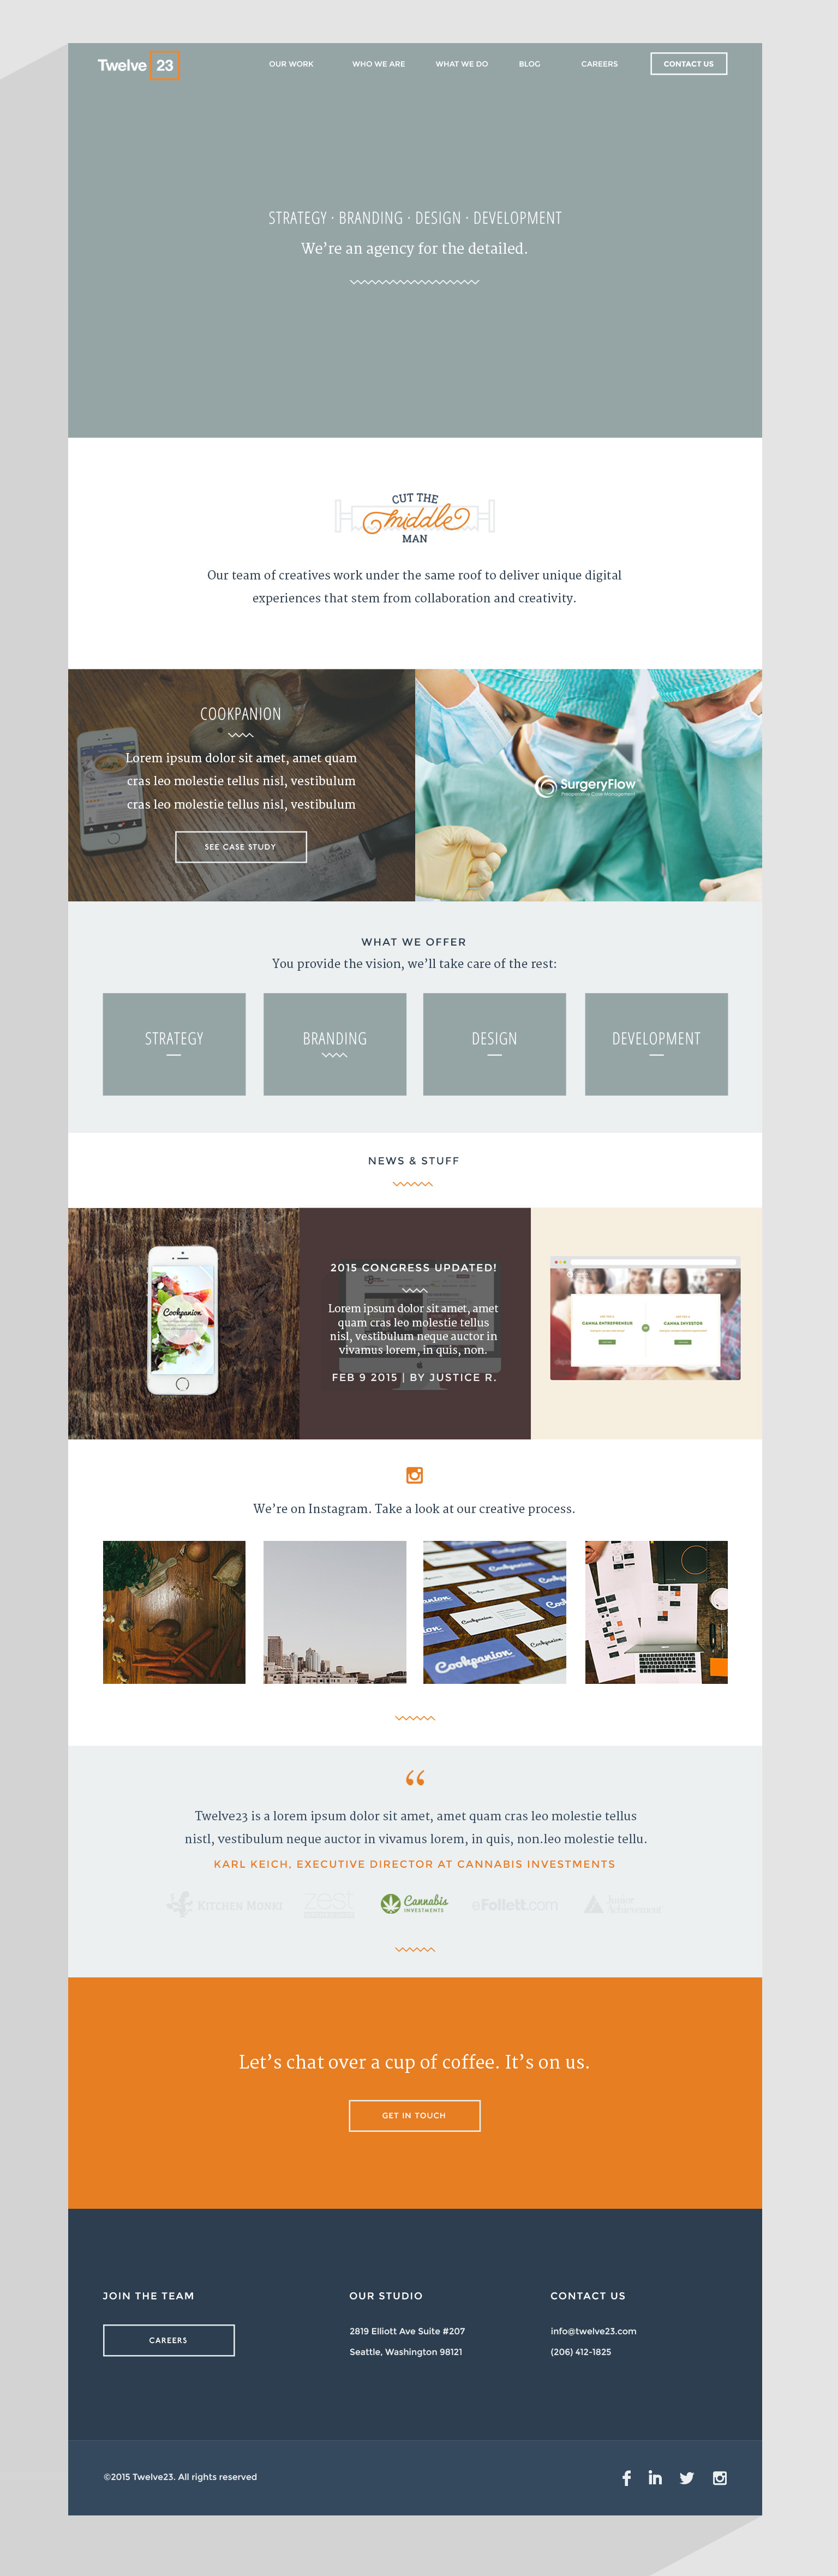 Twelve 23
OUR WORK
WHO WE ARE
WHAT WE DO
BLOG
CAREERS
CONTACT US
STRATEGY · BRANDING · DESIGN · DEVELOPMENT
We’re an agency for the detailed.
CUT THE
middle
MAN
Our team of creatives work under the same roof to deliver unique digital
experiences that stem from collaboration and creativity.
COOKPANION
Lorem ipsum dolor sit amet, amet quam
cras leo molestie tellus nisl, vestibulum
cras leo molestie tellus nisl, vestibulum
SEE CASE STUDY
SurgeryFlow
Preoperative Case Management
WHAT WE OFFER
You provide the vision, we’ll take care of the rest:
STRATEGY
BRANDING
DESIGN
DEVELOPMENT
NEWS & STUFF
Cookpanion
2015 CONGRESS UPDATED!
Lorem ipsum dolor sit amet, amet
quam cras leo molestie tellus
nisl, vestibulum neque auctor in
vivamus lorem, in quis, non.
FEB 9 2015 | BY JUSTICE R.
CANNA ENTREPRENEUR
CANNA INVESTOR
We’re on Instagram. Take a look at our creative process.
Cookpanion
Cookpanion
Cookpanion
“
Twelve23 is a lorem ipsum dolor sit amet, amet quam cras leo molestie tellus
nistl, vestibulum neque auctor in vivamus lorem, in quis, non.leo molestie tellu.
KARL KEICH, EXECUTIVE DIRECTOR AT CANNABIS INVESTMENTS
KITCHEN MONKI
zest
Cannabis
INVESTMENTS
eFollett.com
Junior
Achievement
Let’s chat over a cup of coffee. It’s on us.
GET IN TOUCH
JOIN THE TEAM
CAREERS
OUR STUDIO
2819 Elliott Ave Suite #207
Seattle, Washington 98121
CONTACT US
info@twelve23.com
(206) 412-1825
©2015 Twelve23. All rights reserved